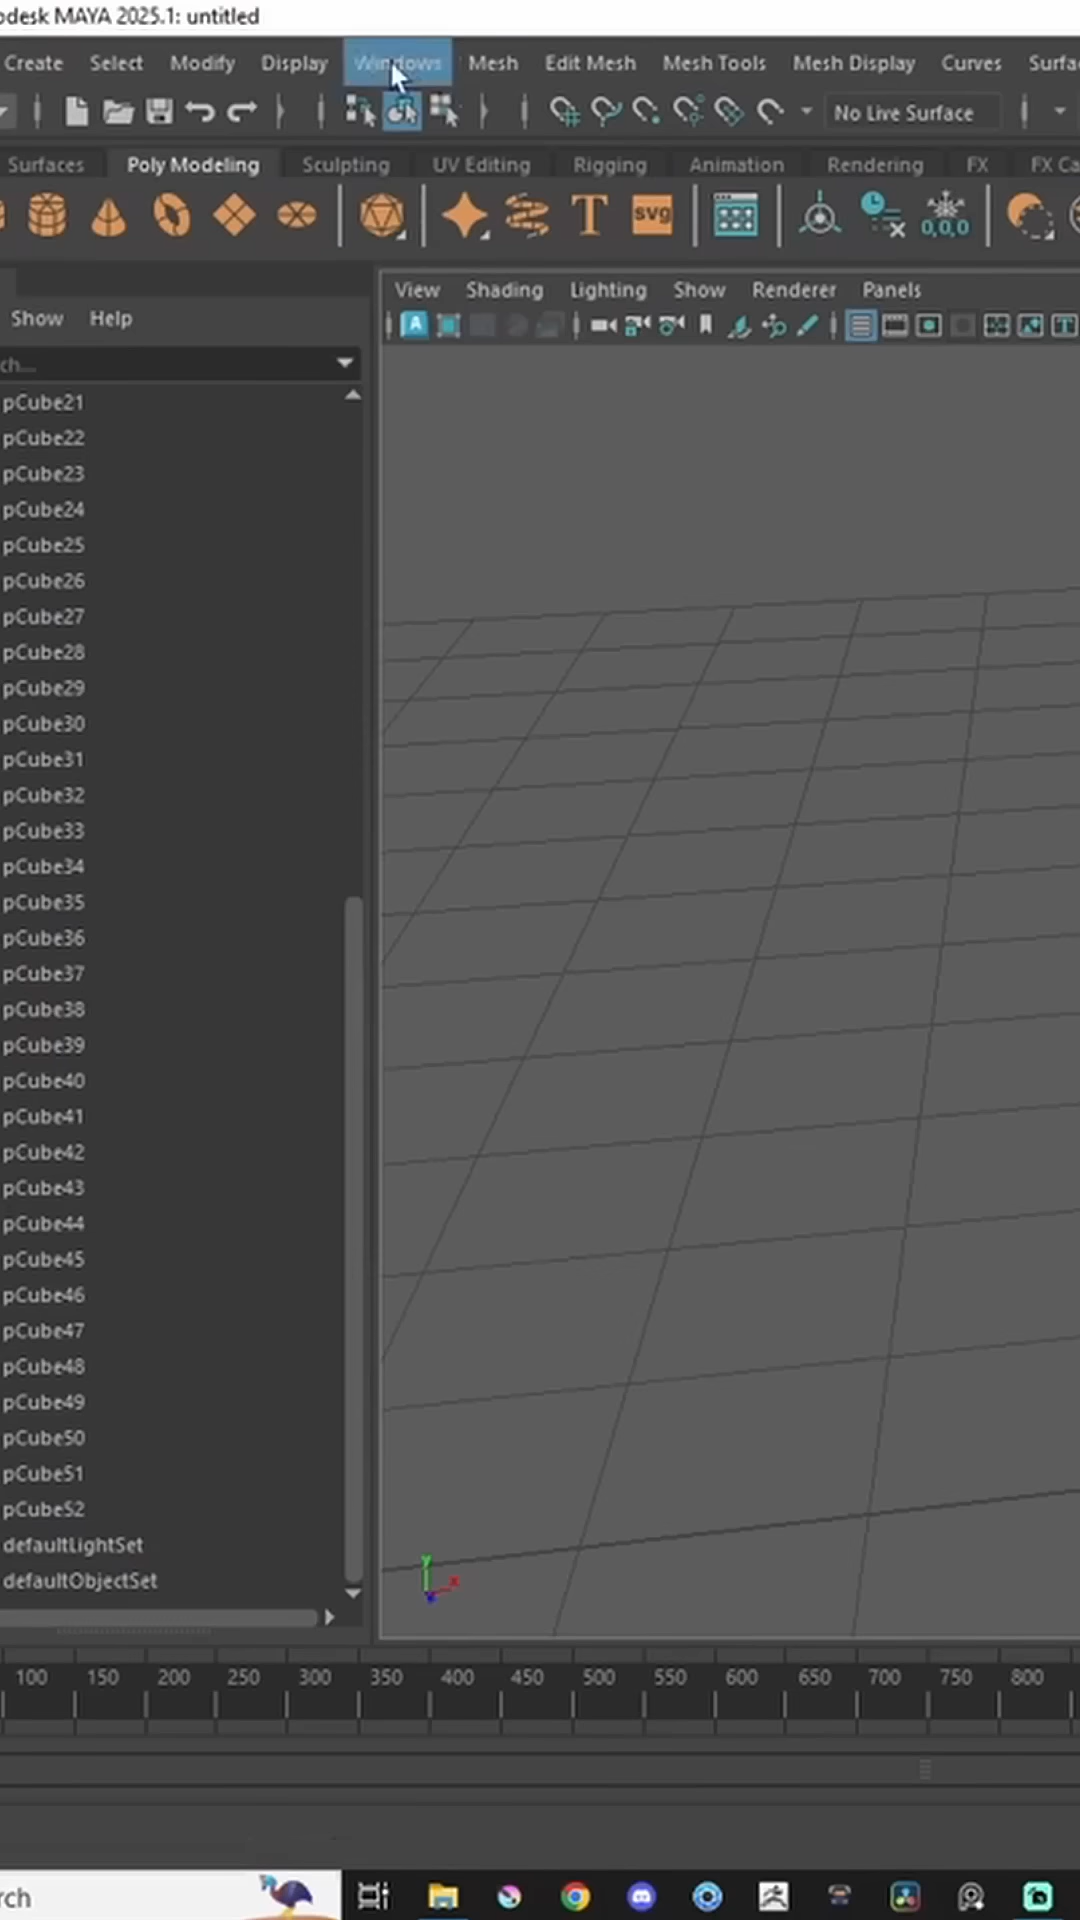 odesk MAYA 2025.1: untitled
Create Select Modify Display Windows Mesh Edit Mesh Mesh Tools Mesh Display Curves Surfa
No Live Surface
Surfaces Poly Modeling Sculpting UV Editing Rigging Animation Rendering FX FX Ca
T svg 0,0,0
View Shading Lighting Show Renderer Panels
Show Help
A T
ch...
pCube21
pCube22
pCube23
pCube24
pCube25
pCube26
pCube27
pCube28
pCube29
pCube30
pCube31
pCube32
pCube33
pCube34
pCube35
pCube36
pCube37
pCube38
pCube39
pCube40
pCube41
pCube42
pCube43
pCube44
pCube45
pCube46
pCube47
pCube48
pCube49
pCube50
pCube51
pCube52
defaultLightSet
defaultObjectSet
y
x
100 150 200 250 300 350 400 450 500 550 600 650 700 750 800
rch